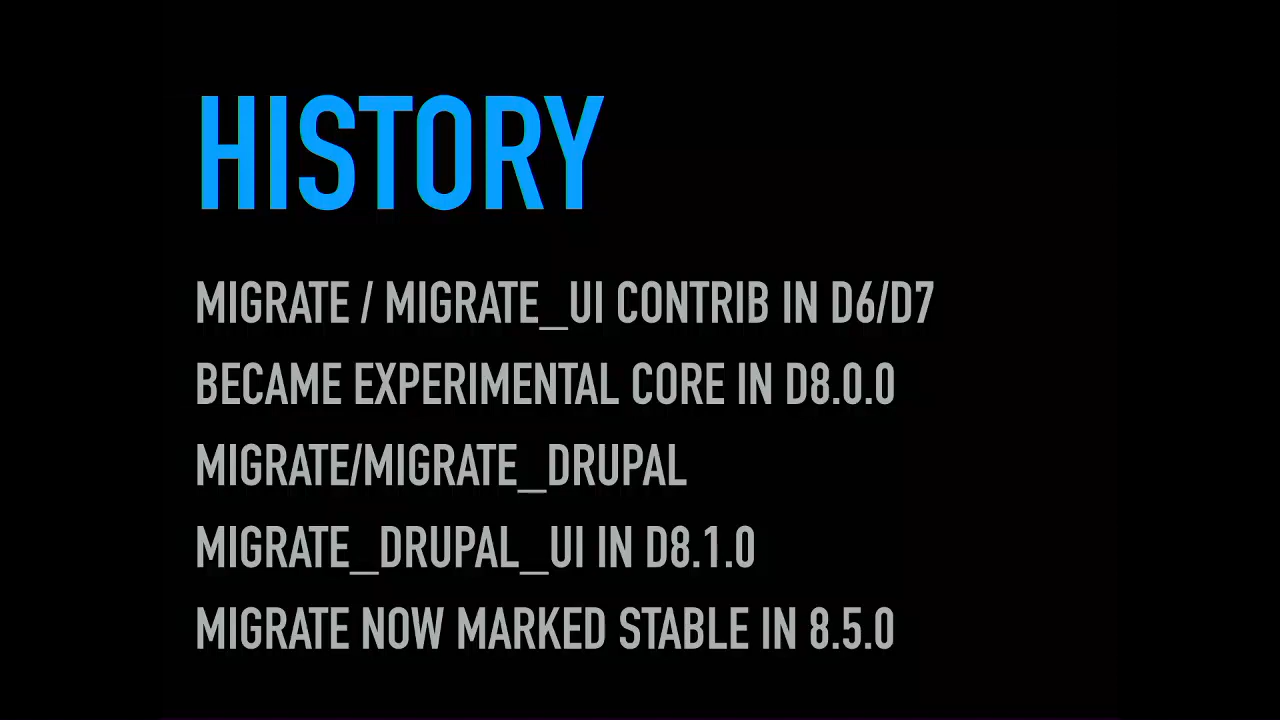 HISTORY
MIGRATE / MIGRATE_UI CONTRIB IN D6/D7
BECAME EXPERIMENTAL CORE IN D8.0.0
MIGRATE/MIGRATE_DRUPAL
MIGRATE_DRUPAL_UI IN D8.1.0
MIGRATE NOW MARKED STABLE IN 8.5.0